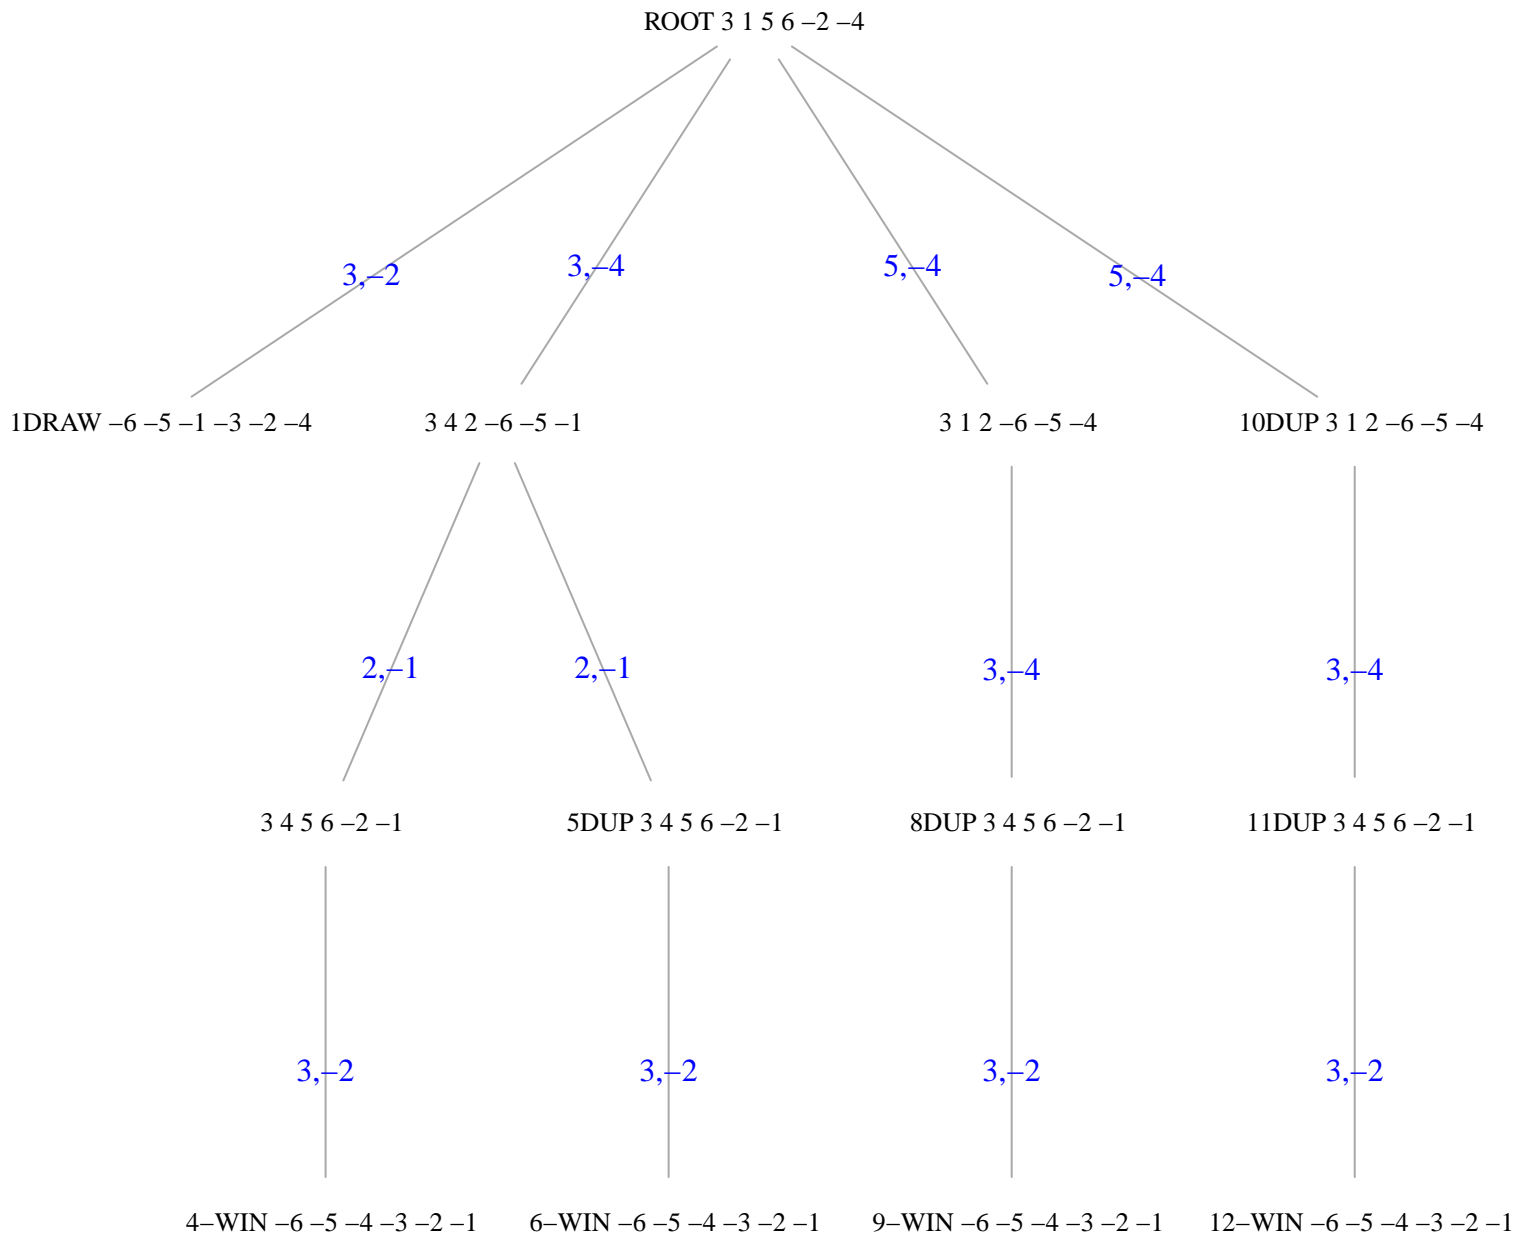 ROOT 3 1 5 6 –2 –4
3,–2
3,–4
5,–4
5,–4
1DRAW –6 –5 –1 –3 –2 –4
3 4 2 –6 –5 –1
3 1 2 –6 –5 –4
10DUP 3 1 2 –6 –5 –4
2,–1
2,–1
3,–4
3,–4
3 4 5 6 –2 –1
5DUP 3 4 5 6 –2 –1
8DUP 3 4 5 6 –2 –1
11DUP 3 4 5 6 –2 –1
3,–2
3,–2
3,–2
3,–2
4–WIN –6 –5 –4 –3 –2 –1
6–WIN –6 –5 –4 –3 –2 –1
9–WIN –6 –5 –4 –3 –2 –1
12–WIN –6 –5 –4 –3 –2 –1